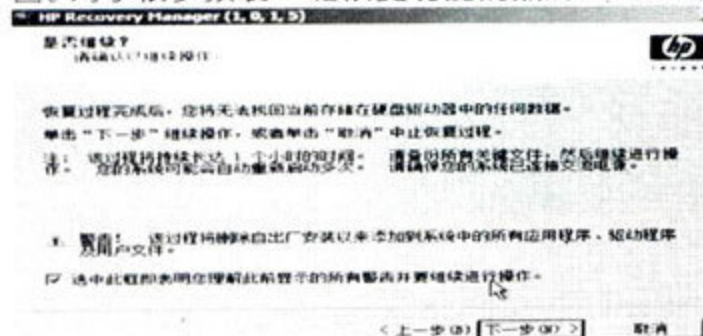 HP Recovery Manager (1, 0, 1, 5)
是否继续?
请确认以继续操作。
hp
恢复过程完成后,您将无法找回当前存储在硬盘驱动器中的任何数据。
单击“下一步”继续操作,或者单击“取消”中止恢复过程。
注: 该过程将持续长达 1 个小时的时间。 请备份所有关键文件,然后继续进行操
作。 您的系统可能会自动重新启动多次。 请确保您的系统已连接交流电源。
警告! 该过程将删除自出厂安装以来添加到系统中的所有应用程序、驱动程序
及用户文件。
选中此框即表明您理解此前显示的所有警告并要继续进行操作。
< 上一步(B) 下一步(N) > 取消